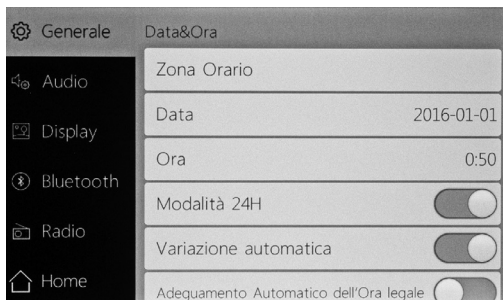 Generale
Audio
Display
Bluetooth
Radio
Home
Data&Ora
Zona Orario
Data 2016-01-01
Ora 0:50
Modalità 24H
Variazione automatica
Adeguamento Automatico dell'Ora legale